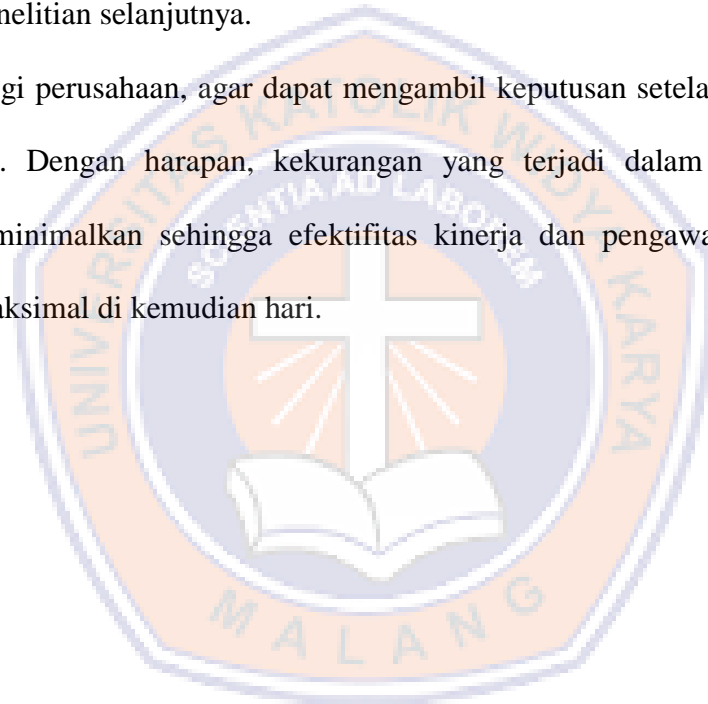 nelitian selanjutnya.
gi perusahaan, agar dapat mengambil keputusan setela
. Dengan harapan, kekurangan yang terjadi dalam
minimalkan sehingga efektifitas kinerja dan pengawa
aksimal di kemudian hari.
UNIVERSITAS KATOLIK WIDYA KARYA
SCIENTIA AD LABOREM
MALANG